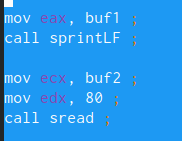 mov eax, buf1 ;
call sprintLF ;
mov ecx, buf2 ;
mov edx, 80 ;
call sread ;